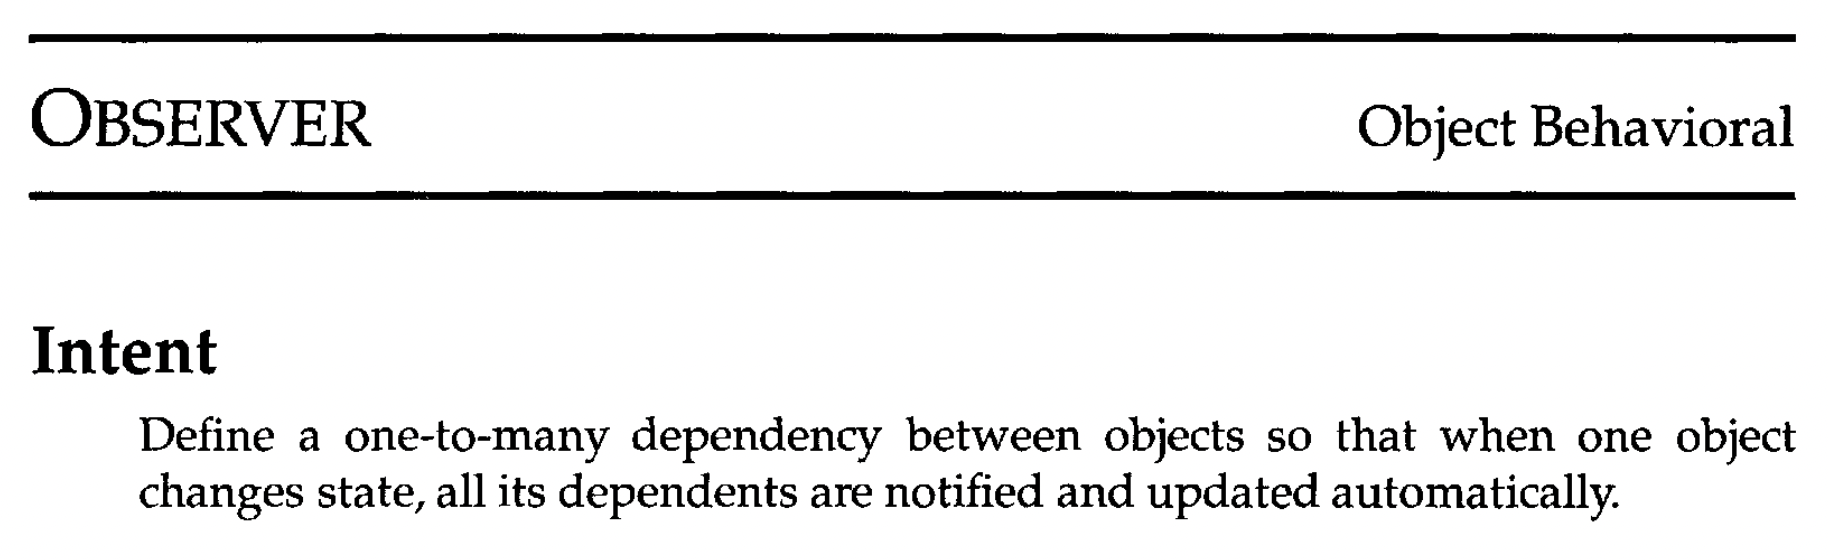 OBSERVER Object Behavioral
Intent
Define a one-to-many dependency between objects so that when one object
changes state, all its dependents are notified and updated automatically.